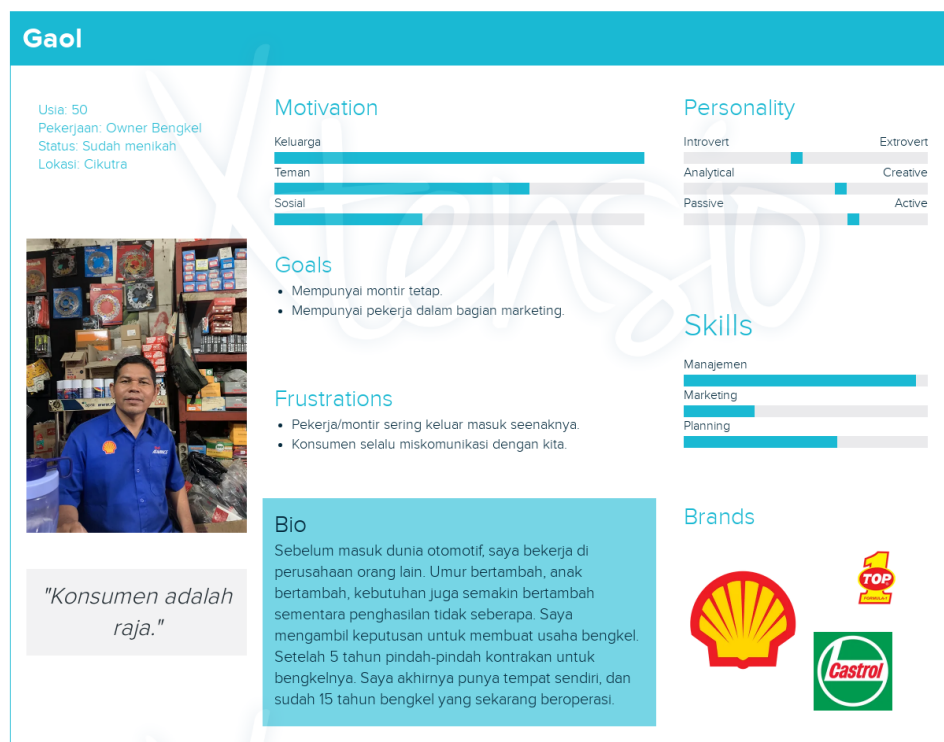 Gaol
Usia: 50
Pekerjaan: Owner Bengkel
Status: Sudah menikah
Lokasi: Cikutra
"Konsumen adalah
raja."
Motivation
Keluarga
Teman
Sosial
Goals
Mempunyai montir tetap.
Mempunyai pekerja dalam bagian marketing.
Frustrations
Pekerja/montir sering keluar masuk seenaknya.
Konsumen selalu miskomunikasi dengan kita.
Bio
Sebelum masuk dunia otomotif, saya bekerja di
perusahaan orang lain. Umur bertambah, anak
bertambah, kebutuhan juga semakin bertambah
sementara penghasilan tidak seberapa. Saya
mengambil keputusan untuk membuat usaha bengkel.
Setelah 5 tahun pindah-pindah kontrakan untuk
bengkelnya. Saya akhirnya punya tempat sendiri, dan
sudah 15 tahun bengkel yang sekarang beroperasi.
Personality
Introvert Extrovert
Analytical Creative
Passive Active
Skills
Manajemen
Marketing
Planning
Brands
TOP 1
FORMULA-1
Castrol
Xtensio